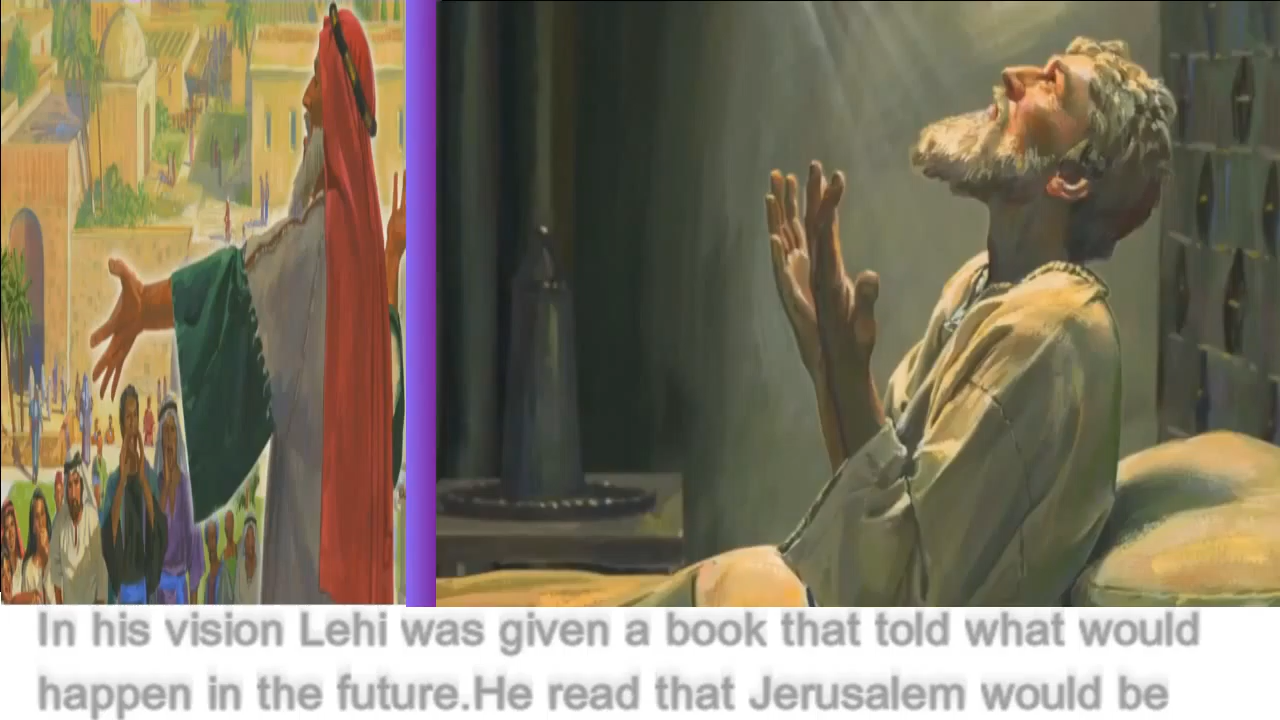 In his vision Lehi was given a book that told what would
happen in the future.He read that Jerusalem would be